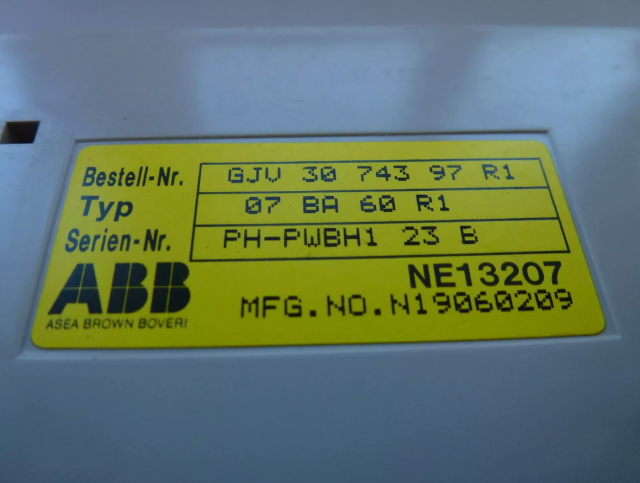 Bestell-Nr. GJV 30 743 97 R1
Typ 07 BA 60 R1
Serien-Nr. PH-PWBH1 23 B
ABB NE13207
ASEA BROWN BOVERI MFG.NO.N19060209